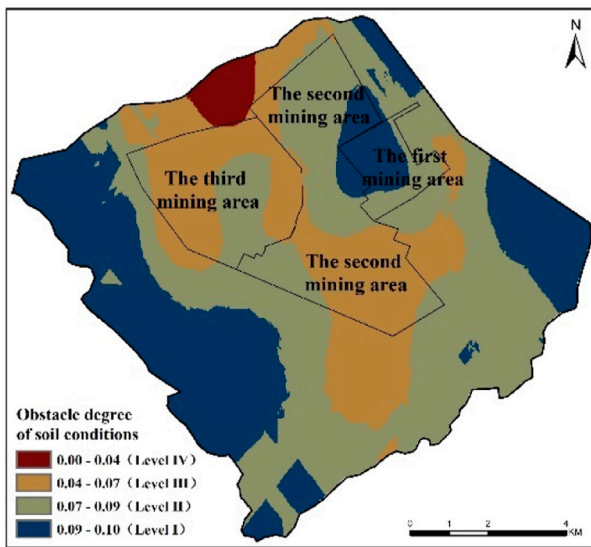 N
The second
mining area
The first
mining area
The third
mining area
The second
mining area
Obstacle degree
of soil conditions
0.00 - 0.04（Level IV）
0.04 - 0.07（Level III）
0.07 - 0.09（Level II）
0.09 - 0.10（Level I）
0 1 2 4
KM